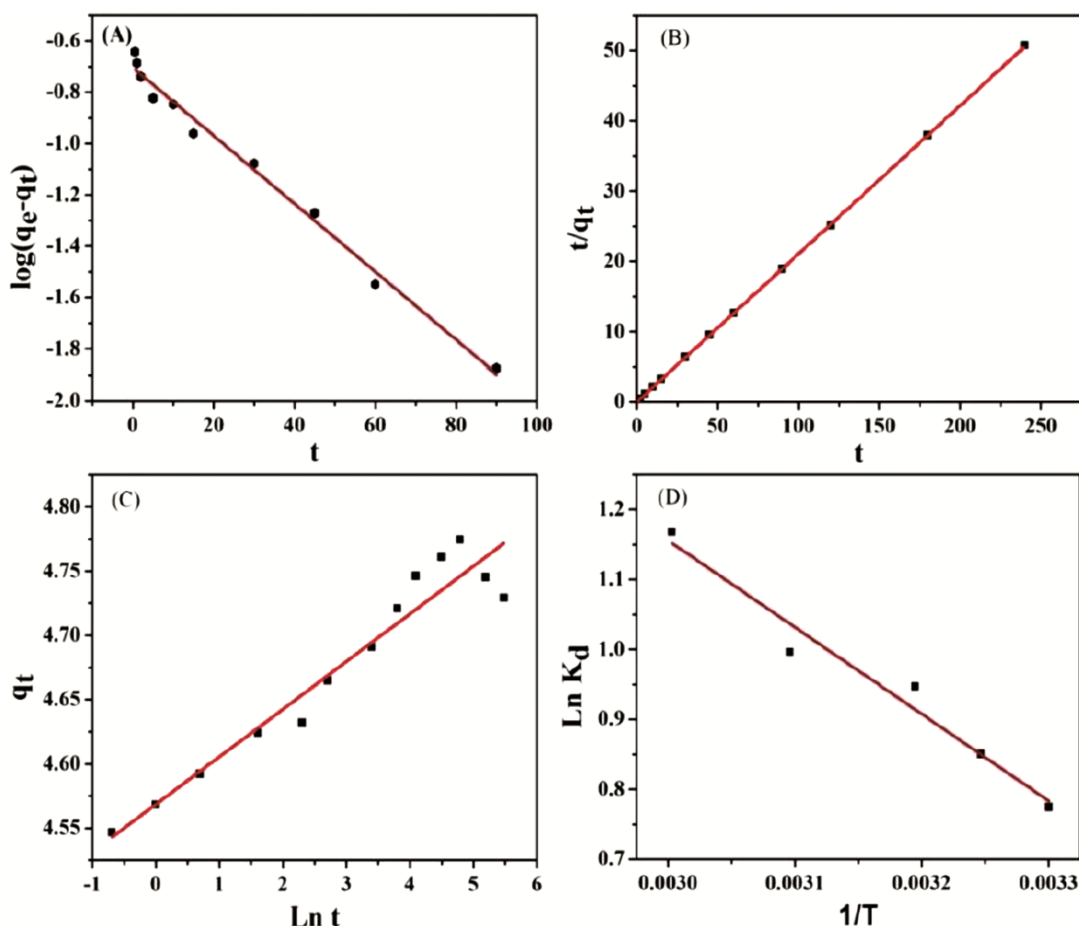 (A)
-0.6
-0.8
-1.0
-1.2
-1.4
-1.6
-1.8
-2.0
log(qe-qt)
0 20 40 60 80 100
t
(B)
50
40
30
20
10
0
t/qt
0 50 100 150 200 250
t
(C)
4.80
4.75
4.70
4.65
4.60
4.55
qt
-1 0 1 2 3 4 5 6
Ln t
(D)
1.2
1.1
1.0
0.9
0.8
0.7
Ln Kd
0.0030 0.0031 0.0032 0.0033
1/T